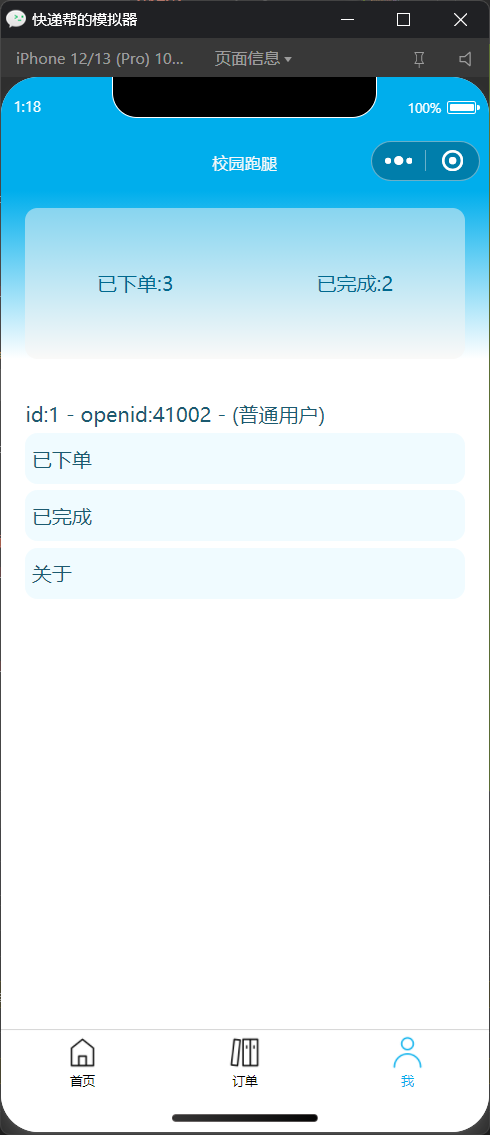 快递帮的模拟器
iPhone 12/13 (Pro) 10... 页面信息
1:18 100%
校园跑腿
已下单:3 已完成:2
id:1 - openid:41002 - (普通用户)
已下单
已完成
关于
首页 订单 我